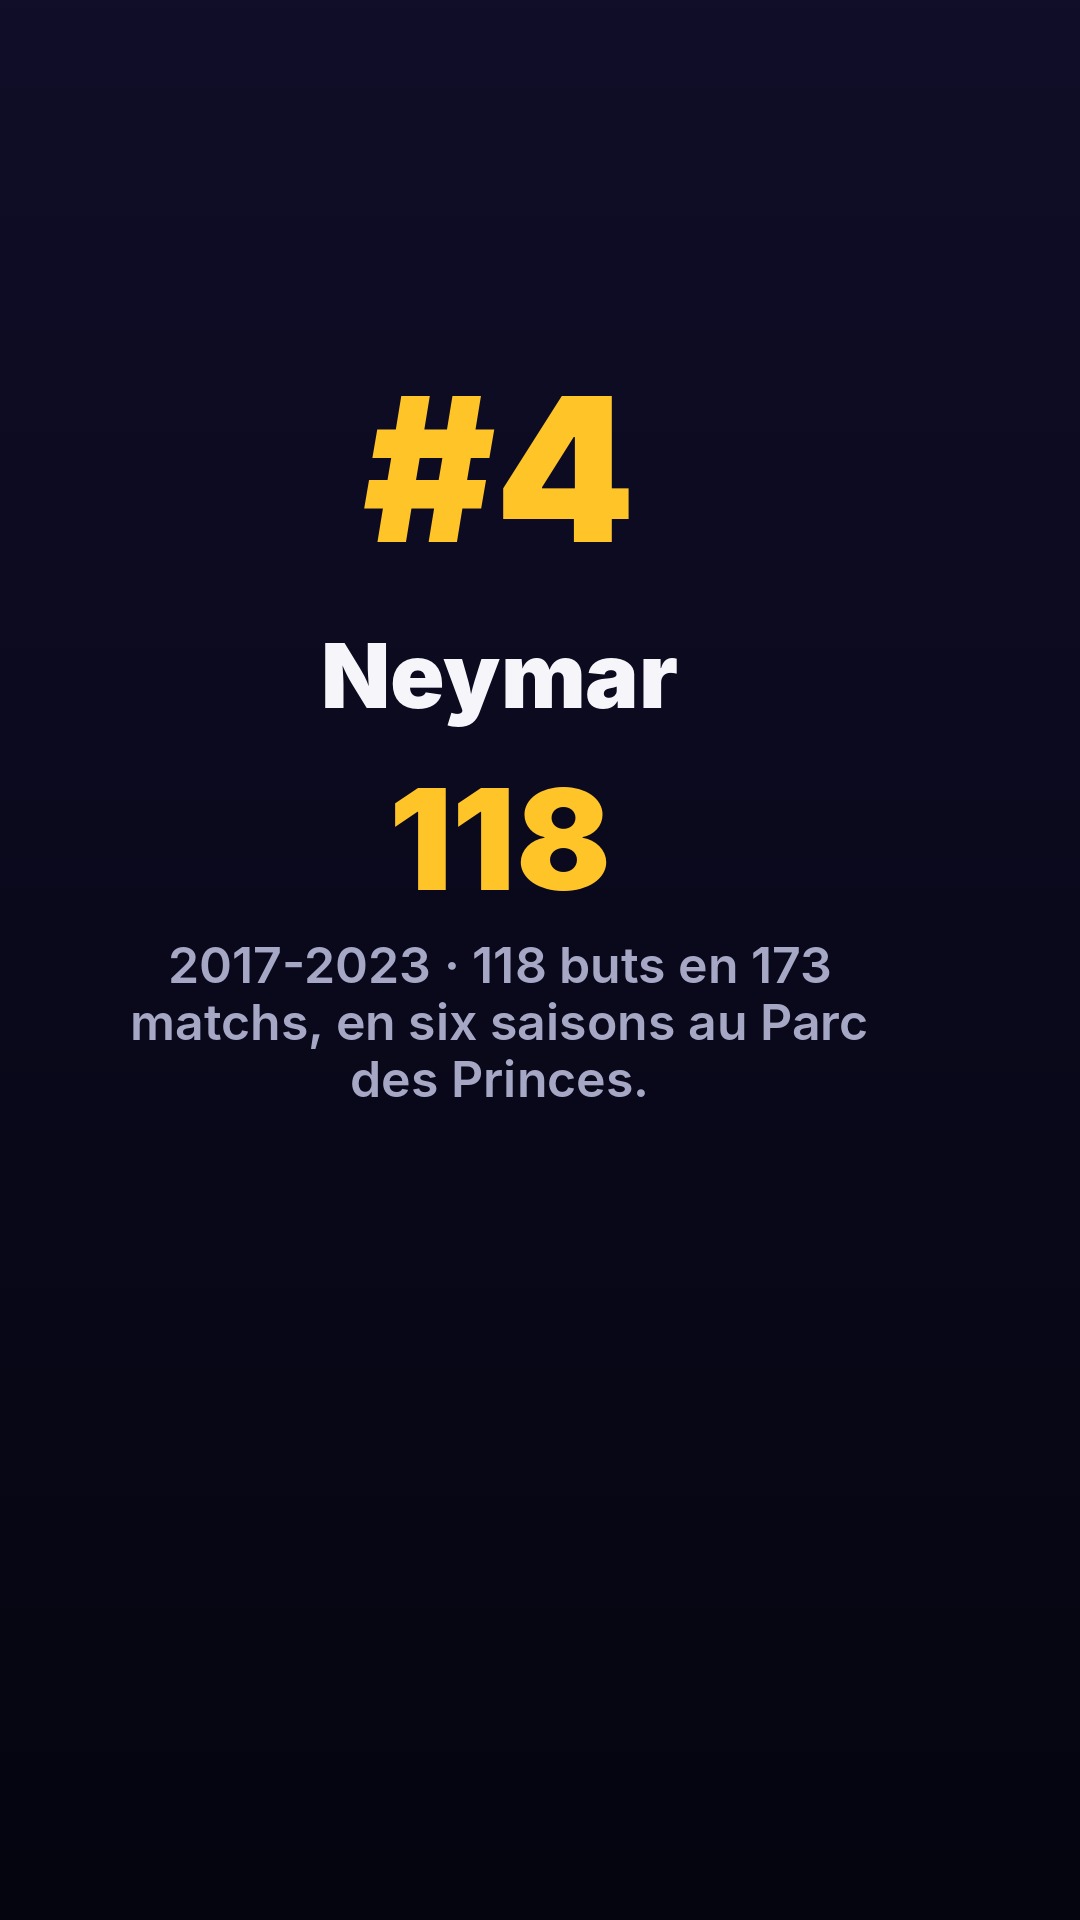 #4
Neymar
118
2017-2023 · 118 buts en 173
matchs, en six saisons au Parc
des Princes.